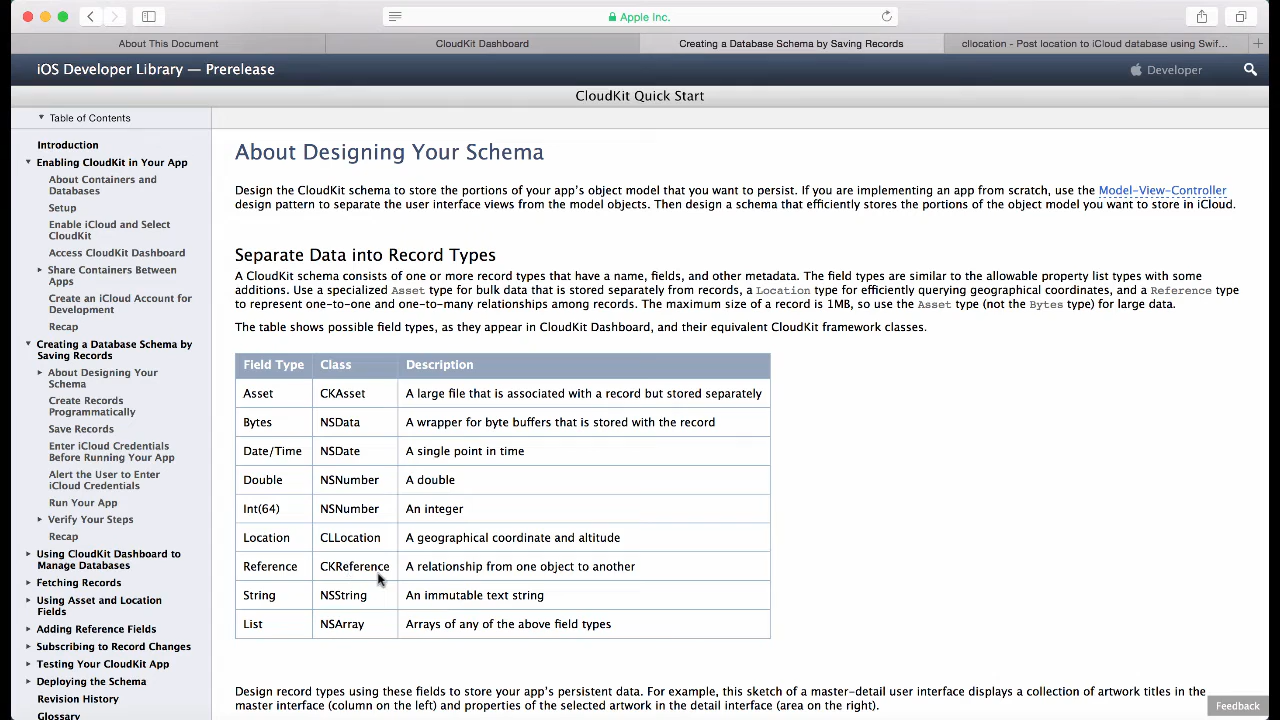 Apple Inc.
About This Document
CloudKit Dashboard
Creating a Database Schema by Saving Records
cllocation - Post location to iCloud database using Swif...
iOS Developer Library — Prerelease
Developer
CloudKit Quick Start
Table of Contents
Introduction
Enabling CloudKit in Your App
About Containers and
Databases
Setup
Enable iCloud and Select
CloudKit
Access CloudKit Dashboard
Share Containers Between
Apps
Create an iCloud Account for
Development
Recap
Creating a Database Schema by
Saving Records
About Designing Your
Schema
Create Records
Programmatically
Save Records
Enter iCloud Credentials
Before Running Your App
Alert the User to Enter
iCloud Credentials
Run Your App
Verify Your Steps
Recap
Using CloudKit Dashboard to
Manage Databases
Fetching Records
Using Asset and Location
Fields
Adding Reference Fields
Subscribing to Record Changes
Testing Your CloudKit App
Deploying the Schema
Revision History
Glossary
About Designing Your Schema
Design the CloudKit schema to store the portions of your app's object model that you want to persist. If you are implementing an app from scratch, use the Model-View-Controller
design pattern to separate the user interface views from the model objects. Then design a schema that efficiently stores the portions of the object model you want to store in iCloud.
Separate Data into Record Types
A CloudKit schema consists of one or more record types that have a name, fields, and other metadata. The field types are similar to the allowable property list types with some
additions. Use a specialized Asset type for bulk data that is stored separately from records, a Location type for efficiently querying geographical coordinates, and a Reference type
to represent one-to-one and one-to-many relationships among records. The maximum size of a record is 1MB, so use the Asset type (not the Bytes type) for large data.
The table shows possible field types, as they appear in CloudKit Dashboard, and their equivalent CloudKit framework classes.
Field Type Class Description
Asset CKAsset A large file that is associated with a record but stored separately
Bytes NSData A wrapper for byte buffers that is stored with the record
Date/Time NSDate A single point in time
Double NSNumber A double
Int(64) NSNumber An integer
Location CLLocation A geographical coordinate and altitude
Reference CKReference A relationship from one object to another
String NSString An immutable text string
List NSArray Arrays of any of the above field types
Design record types using these fields to store your app's persistent data. For example, this sketch of a master-detail user interface displays a collection of artwork titles in the
master interface (column on the left) and properties of the selected artwork in the detail interface (area on the right).
Feedback